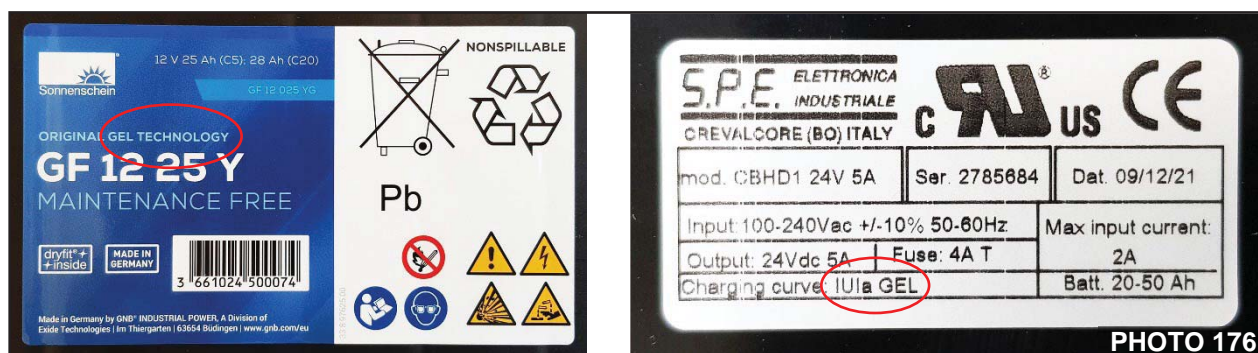 12 V 25 Ah (C5); 28 Ah (C20)
Sonnenschein
GF 12 025 YG
ORIGINAL GEL TECHNOLOGY
GF 12 25 Y
MAINTENANCE FREE
dryfit®+
+inside
MADE IN
GERMANY
3 661024 500074
Made in Germany by GNB® INDUSTRIAL POWER, A Division of
Exide Technologies | Im Thiergarten | 63654 Büdingen | www.gnb.com/eu
NONSPILLABLE
Pb
S.P.E. ELETTRONICA
INDUSTRIALE
CREVALCORE (BO) ITALY
C RU ® US CE
mod. CBHD1 24V 5A
Ser. 2785684
Dat. 09/12/21
Input: 100-240Vac +/-10% 50-60Hz
Max input current:
2A
Output: 24Vdc 5A
Fuse: 4A T
Charging curve: IUIa GEL
Batt. 20-50 Ah
PHOTO 176